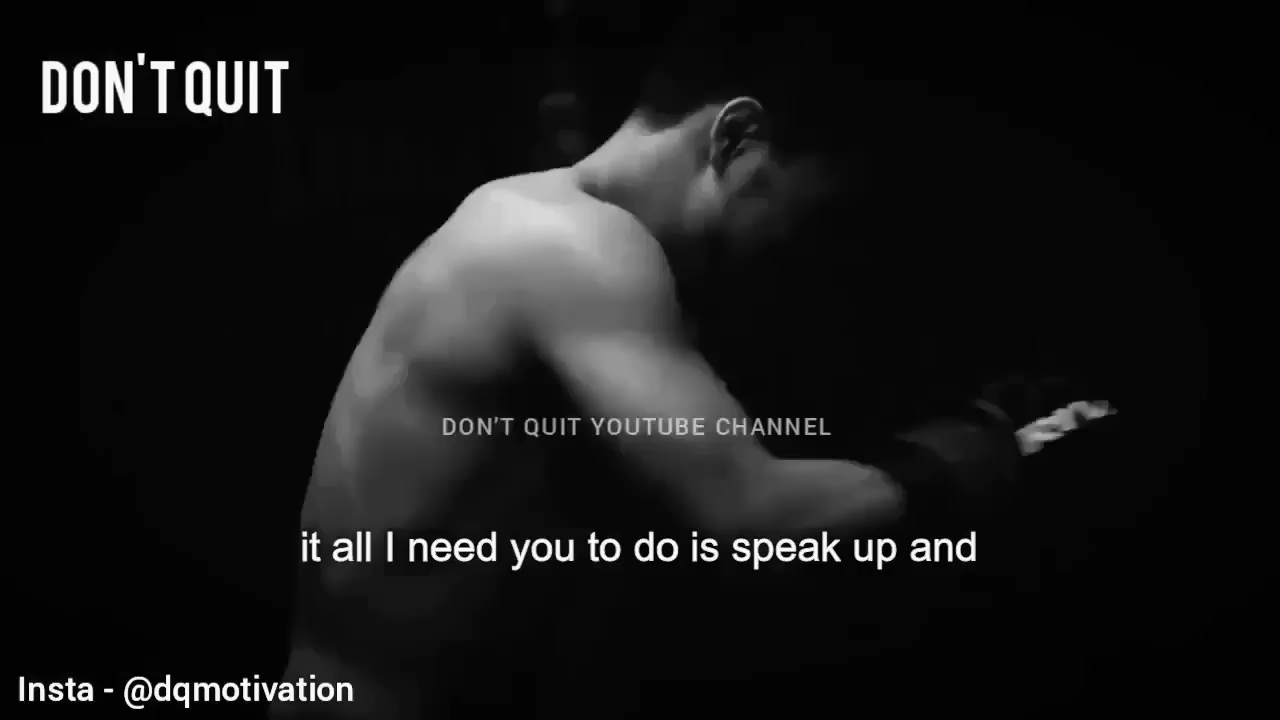 DON'T QUIT
DON'T QUIT YOUTUBE CHANNEL
it all I need you to do is speak up and
Insta - @dqmotivation